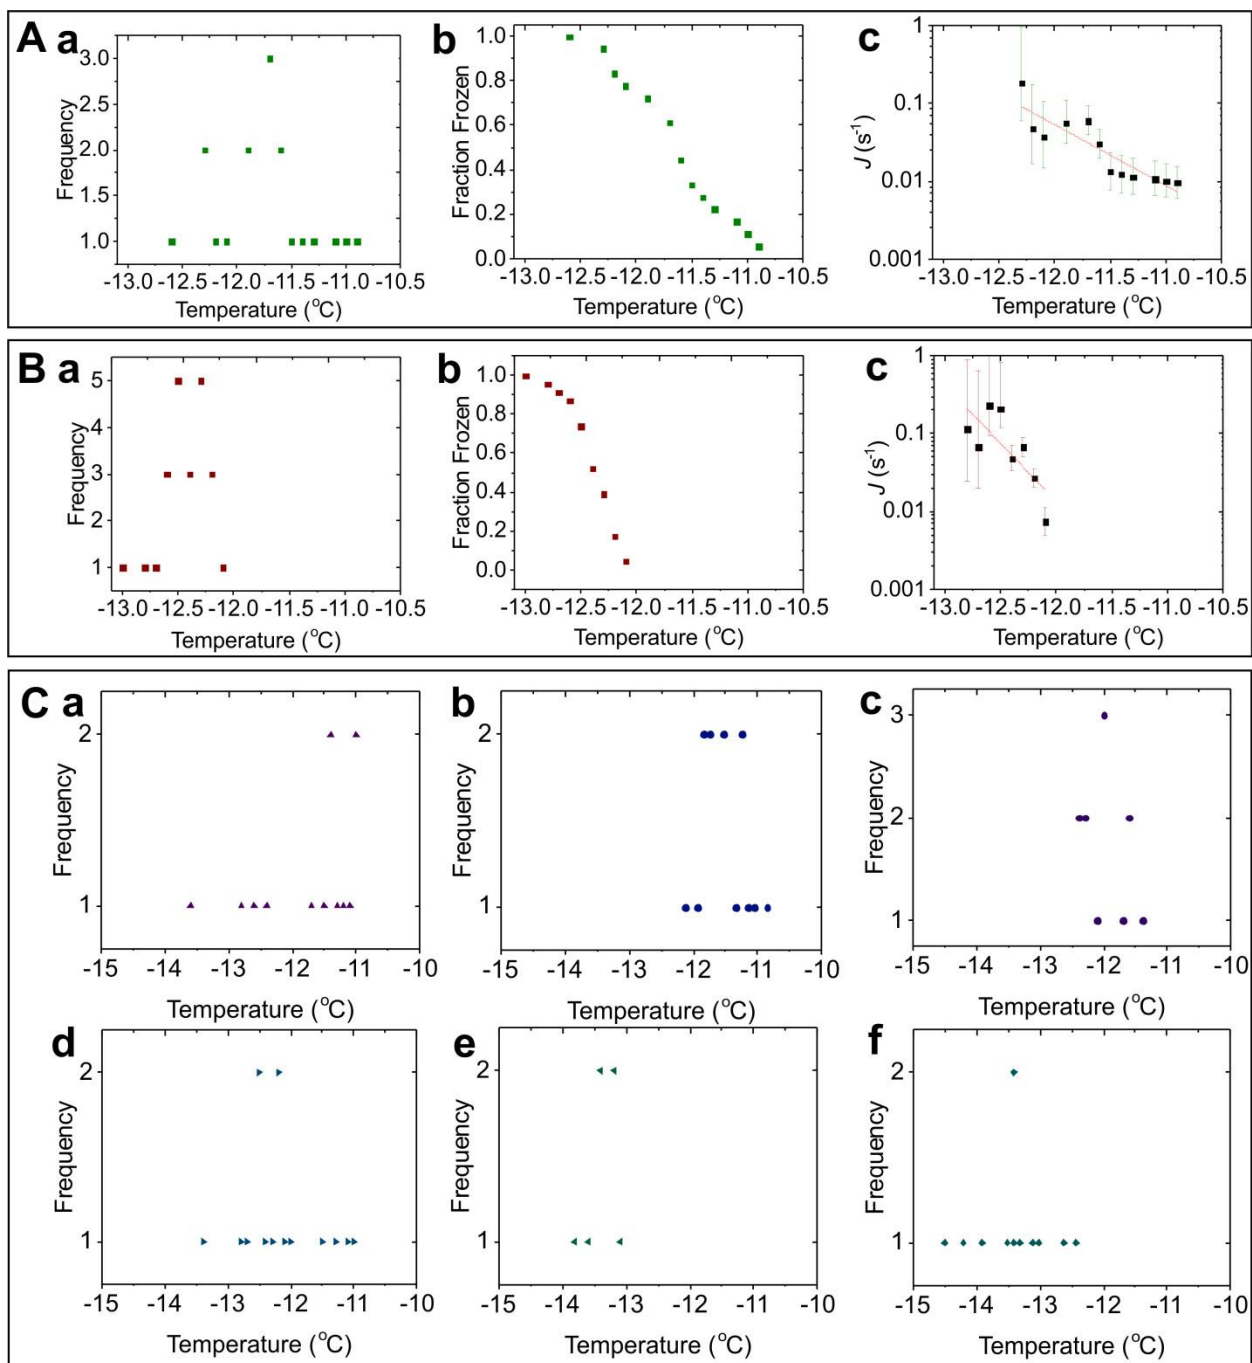 A a
Frequency
3.0
2.5
2.0
1.5
1.0
-13.0 -12.5 -12.0 -11.5 -11.0 -10.5
Temperature (°C)
b
Fraction Frozen
1.0
0.8
0.6
0.4
0.2
0.0
-13.0 -12.5 -12.0 -11.5 -11.0 -10.5
Temperature (°C)
c
J (s⁻¹)
1
0.1
0.01
0.001
-13.0 -12.5 -12.0 -11.5 -11.0 -10.5
Temperature (°C)
B a
Frequency
5
4
3
2
1
-13.0 -12.5 -12.0 -11.5 -11.0 -10.5
Temperature (°C)
b
Fraction Frozen
1.0
0.8
0.6
0.4
0.2
0.0
-13.0 -12.5 -12.0 -11.5 -11.0 -10.5
Temperature (°C)
c
J (s⁻¹)
1
0.1
0.01
0.001
-13.0 -12.5 -12.0 -11.5 -11.0 -10.5
Temperature (°C)
C a
Frequency
2
1
-15 -14 -13 -12 -11 -10
Temperature (°C)
b
Frequency
2
1
-15 -14 -13 -12 -11 -10
Temperature (°C)
c
Frequency
3
2
1
-15 -14 -13 -12 -11 -10
Temperature (°C)
d
Frequency
2
1
-15 -14 -13 -12 -11 -10
Temperature (°C)
e
Frequency
2
1
-15 -14 -13 -12 -11 -10
Temperature (°C)
f
Frequency
2
1
-15 -14 -13 -12 -11 -10
Temperature (°C)